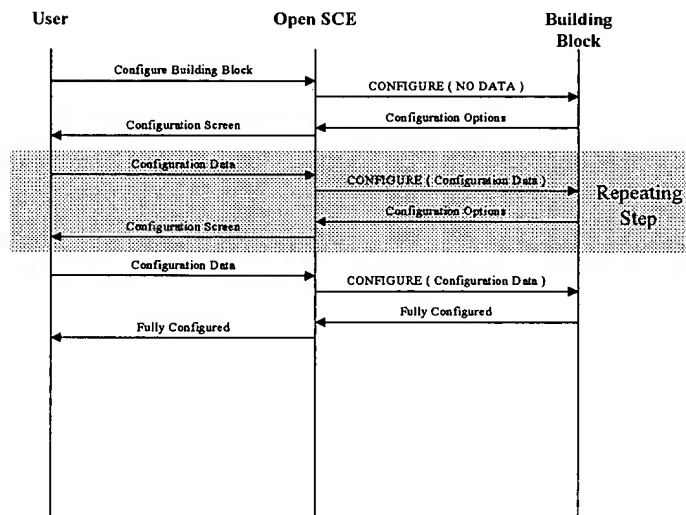 User
Open SCE
Building
Block
Configure Building Block
CONFIGURE ( NO DATA )
Configuration Options
Configuration Screen
Configuration Data
CONFIGURE ( Configuration Data )
Configuration Options
Configuration Screen
Repeating
Step
Configuration Data
CONFIGURE ( Configuration Data )
Fully Configured
Fully Configured